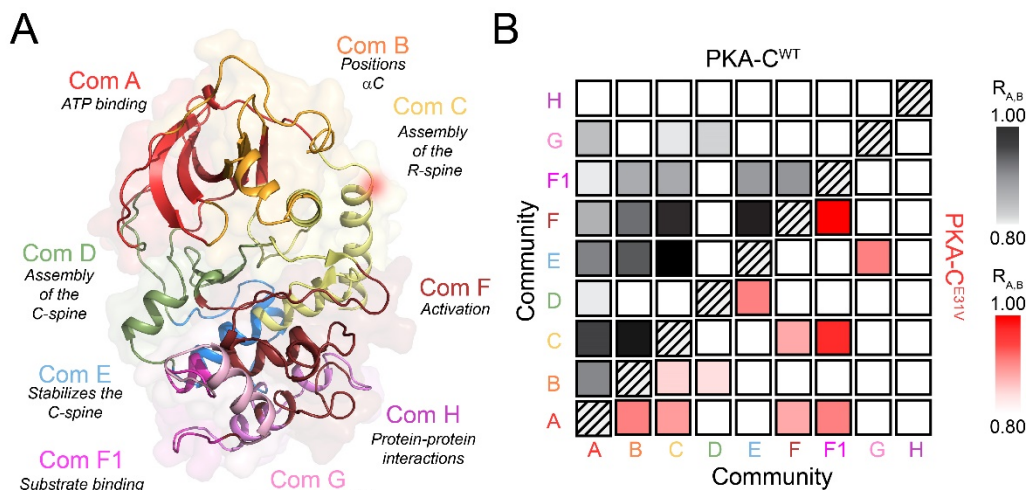 A
Com A
ATP binding
Com B
Positions
αC
Com C
Assembly
of the
R-spine
Com D
Assembly
of the
C-spine
Com F
Activation
Com E
Stabilizes the
C-spine
Com H
Protein-protein
interactions
Com F1
Substrate binding
Com G
B
PKA-C^WT
Community
H
G
F1
F
E
D
C
B
A
A B C D E F F1 G H
Community
PKA-C^E31V
R_A,B
1.00
0.80
R_A,B
1.00
0.80